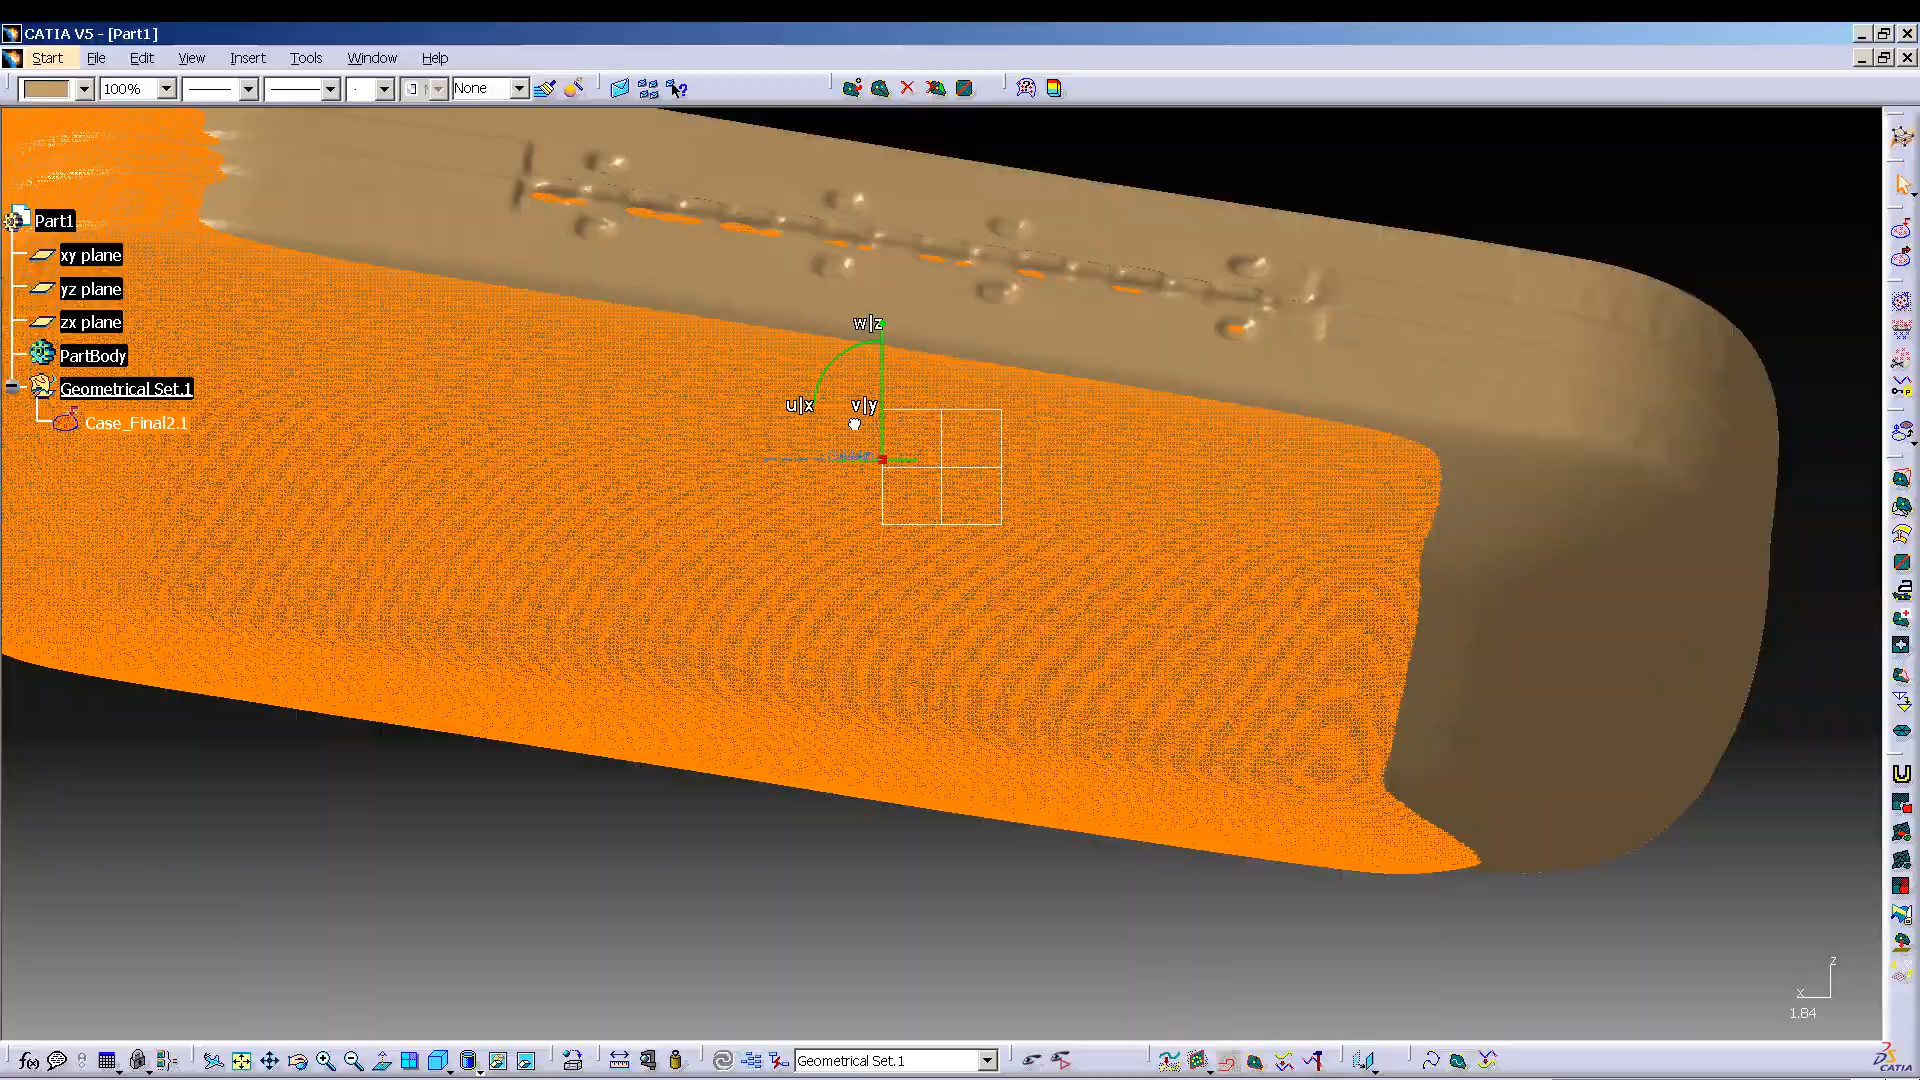 CATIA V5 - [Part1]
Start File Edit View Insert Tools Window Help
100% None
Part1
xy plane
yz plane
zx plane
PartBody
Geometrical Set.1
Case_Final2.1
w|z
u|x v|y
z
x
1.84
f(x) Geometrical Set.1
CATIA